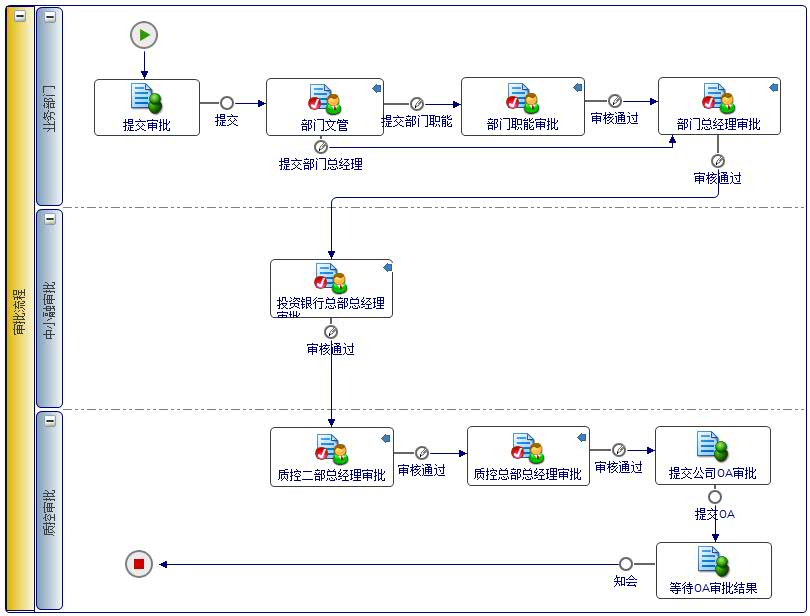 审批流程
业务部门
提交审批
提交
部门文管
提交部门职能
部门职能审批
审核通过
部门总经理审批
提交部门总经理
审核通过
中小融审批
投资银行总部总经理
审批
审核通过
质控审批
质控二部总经理审批
审核通过
质控总部总经理审批
审核通过
提交公司OA审批
提交OA
等待OA审批结果
知会